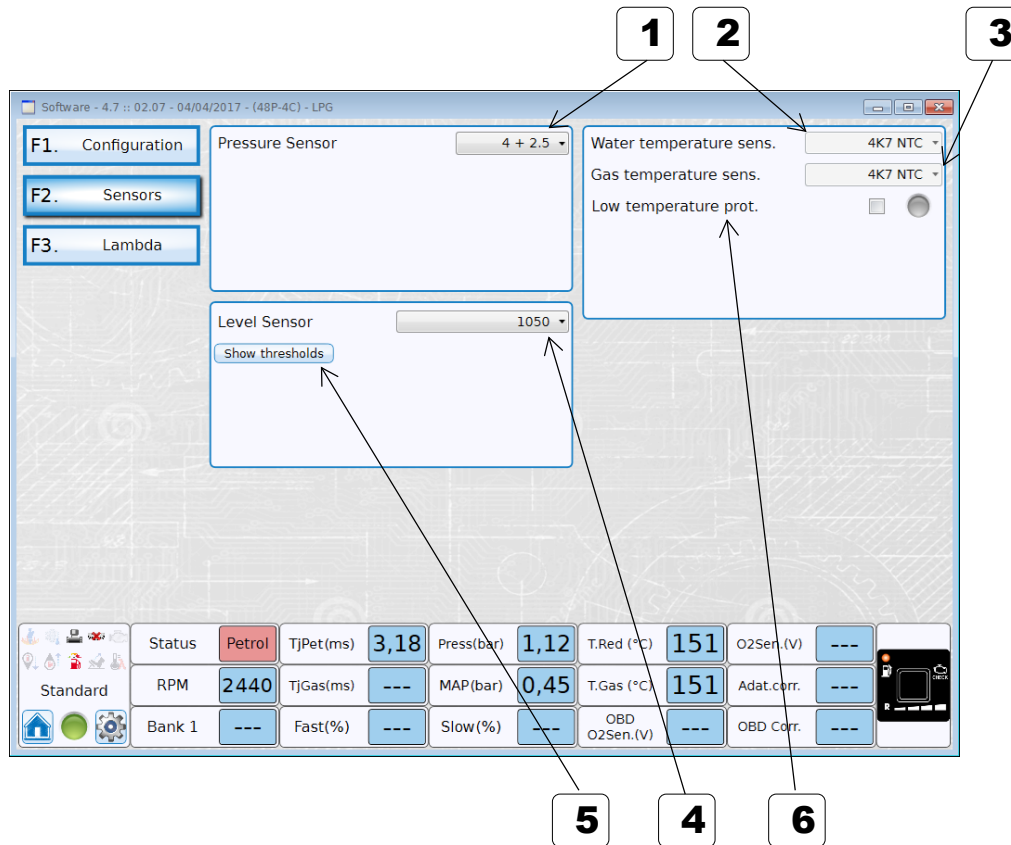 1 2 3
Software - 4.7 :: 02.07 - 04/04/2017 - (48P-4C) - LPG
F1. Configuration
F2. Sensors
F3. Lambda
Pressure Sensor 4 + 2.5
Water temperature sens. 4K7 NTC
Gas temperature sens. 4K7 NTC
Low temperature prot.
Level Sensor 1050
Show thresholds
Status Petrol TjPet(ms) 3,18 Press(bar) 1,12 T.Red (°C) 151 O2Sen.(V) ---
Standard
RPM 2440 TjGas(ms) --- MAP(bar) 0,45 T.Gas (°C) 151 Adat.corr. ---
Bank 1 --- Fast(%) --- Slow(%) --- OBD O2Sen.(V) --- OBD Corr. ---
CHECK
R
5 4 6